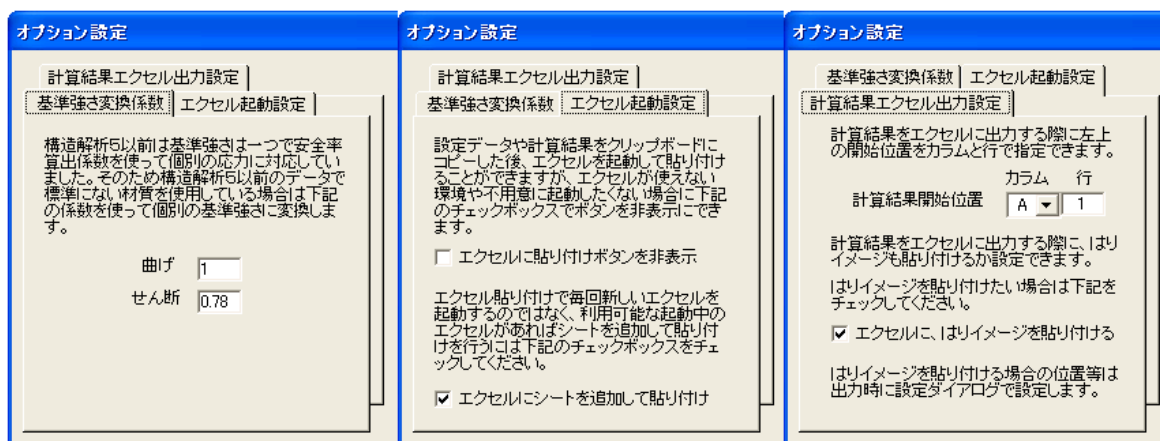 オプション設定
計算結果エクセル出力設定
基準強さ変換係数
エクセル起動設定
構造解析5以前は基準強さは一つで安全率
算出係数を使って個別の応力に対応してい
ました。そのため構造解析5以前のデータで
標準にない材質を使用している場合は下記
の係数を使って個別の基準強さに変換しま
す。
曲げ 1
せん断 0.78
オプション設定
計算結果エクセル出力設定
基準強さ変換係数
エクセル起動設定
設定データや計算結果をクリップボードに
コピーした後、エクセルを起動して貼り付け
ることができますが、エクセルが使えない
環境や不用意に起動したくない場合に下記
のチェックボックスでボタンを非表示にでき
ます。
エクセルに貼り付けボタンを非表示
エクセル貼り付けで毎回新しいエクセルを
起動するのではなく、利用可能な起動中の
エクセルがあればシートを追加して貼り付
けを行うには下記のチェックボックスをチェ
ックしてください。
エクセルにシートを追加して貼り付け
オプション設定
基準強さ変換係数
エクセル起動設定
計算結果エクセル出力設定
計算結果をエクセルに出力する際に左上
の開始位置をカラムと行で指定できます。
カラム 行
計算結果開始位置 A 1
計算結果をエクセルに出力する際に、はり
イメージも貼り付けるか設定できます。
はりイメージを貼り付けたい場合は下記を
チェックしてください。
エクセルに、はりイメージを貼り付ける
はりイメージを貼り付ける場合の位置等は
出力時に設定ダイアログで設定します。